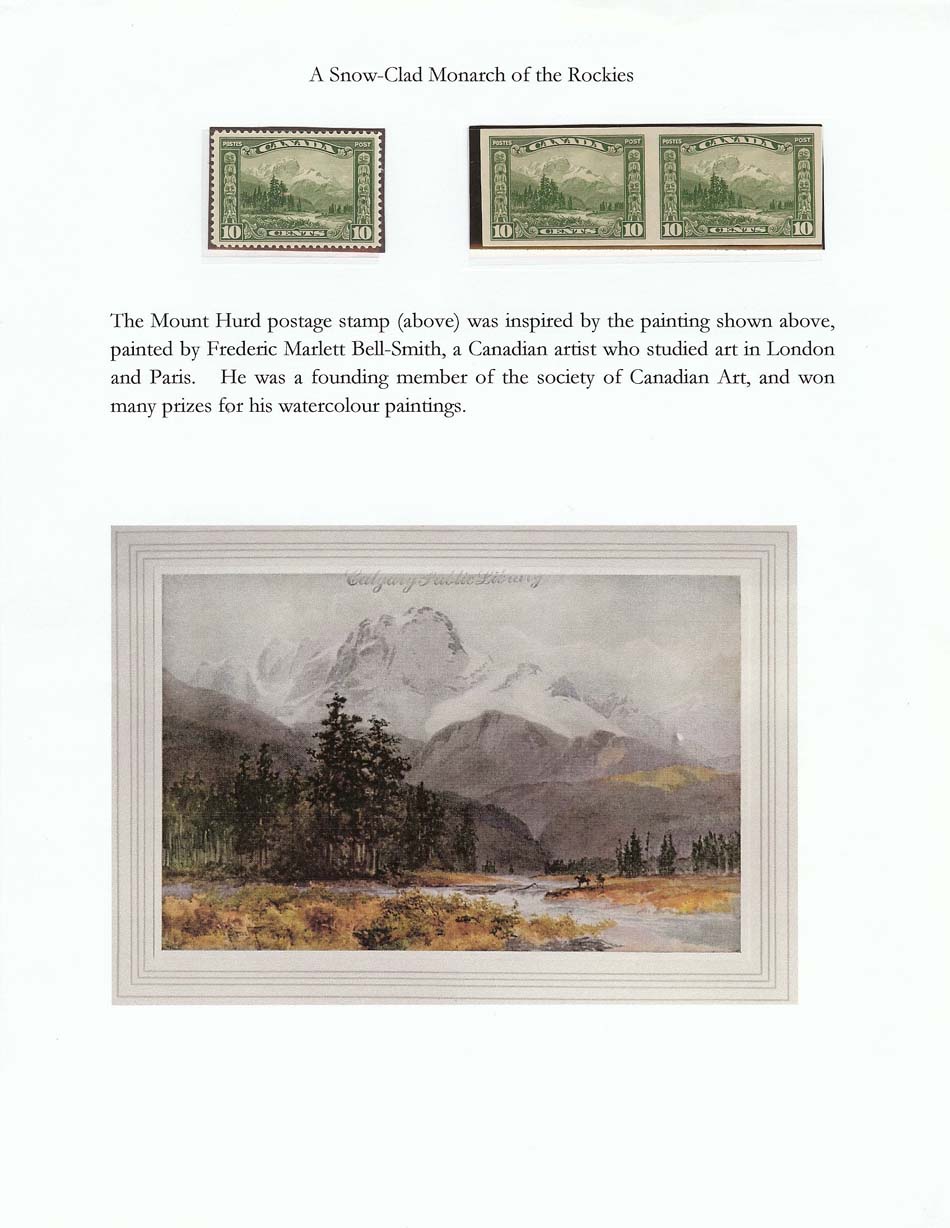 A Snow-Clad Monarch of the Rockies
POSTES CANADA POST
10 CENTS 10
POSTES CANADA POST
10 CENTS 10
POSTES CANADA POST
10 CENTS 10
The Mount Hurd postage stamp (above) was inspired by the painting shown above,
painted by Frederic Marlett Bell-Smith, a Canadian artist who studied art in London
and Paris. He was a founding member of the society of Canadian Art, and won
many prizes for his watercolour paintings.
Calgary Public Library